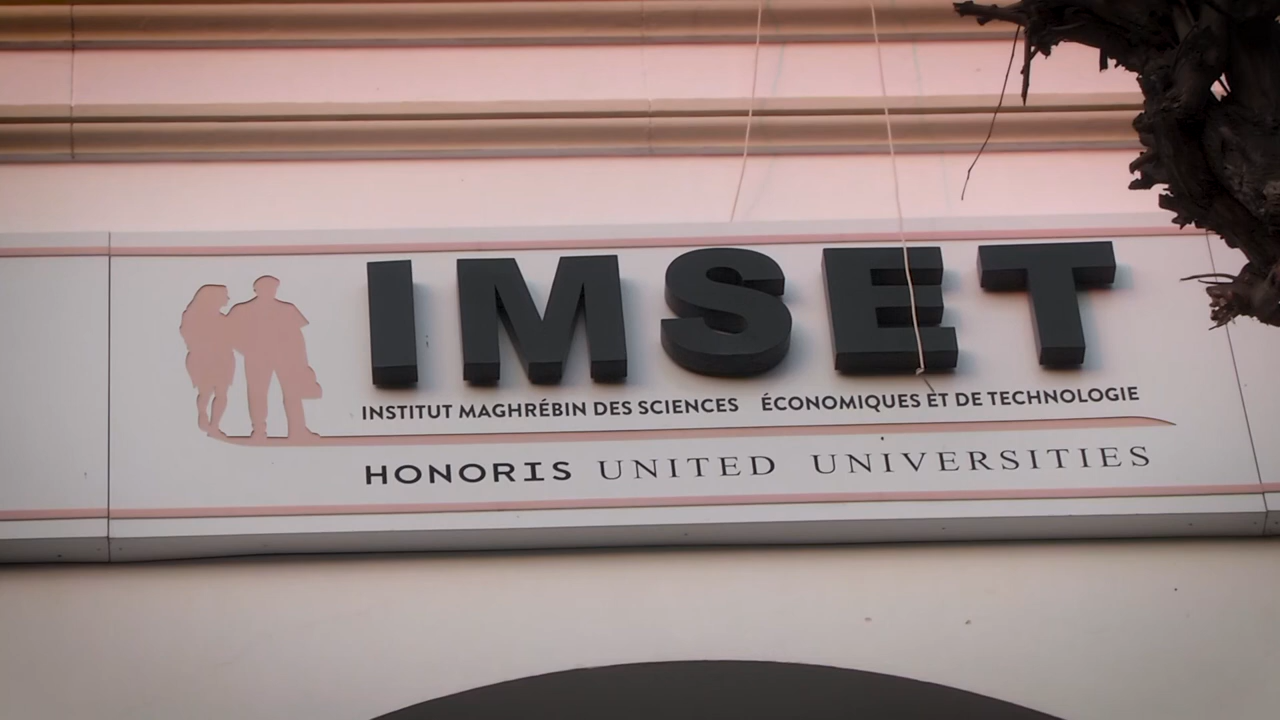 IMSET
INSTITUT MAGHRÉBIN DES SCIENCES ÉCONOMIQUES ET DE TECHNOLOGIE
HONORIS UNITED UNIVERSITIES